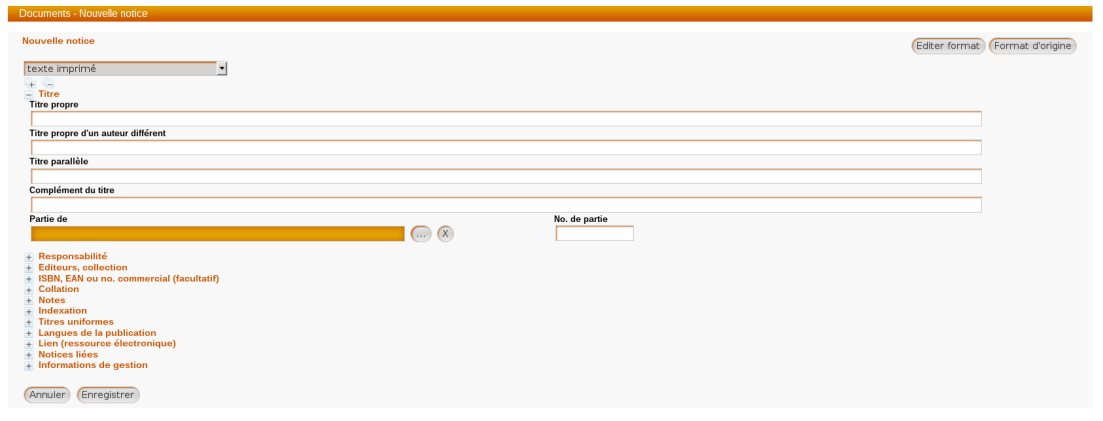 Documents - Nouvelle notice
Nouvelle notice
Editer format Format d'origine
texte imprimé
Titre
Titre propre
Titre propre d'un auteur différent
Titre parallèle
Complément du titre
Partie de No. de partie
... X
Responsabilité
Editeurs, collection
ISBN, EAN ou no. commercial (facultatif)
Collation
Notes
Indexation
Titres uniformes
Langues de la publication
Lien (ressource électronique)
Notices liées
Informations de gestion
Annuler Enregistrer